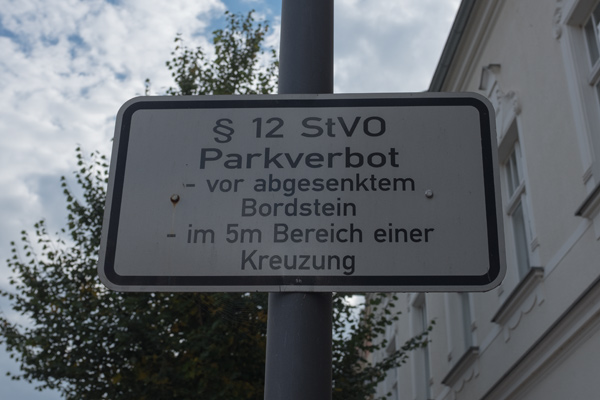 § 12 StVO
Parkverbot
- vor abgesenktem
Bordstein
- im 5m Bereich einer
Kreuzung